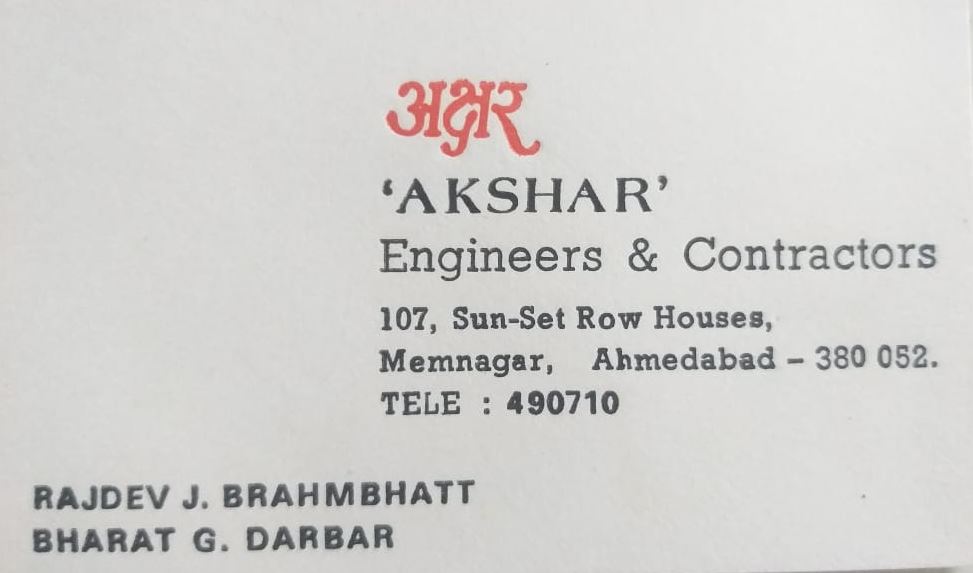 अक्षर
‘AKSHAR’
Engineers & Contractors
107, Sun-Set Row Houses,
Memnagar, Ahmedabad – 380 052.
TELE : 490710
RAJDEV J. BRAHMBHATT
BHARAT G. DARBAR